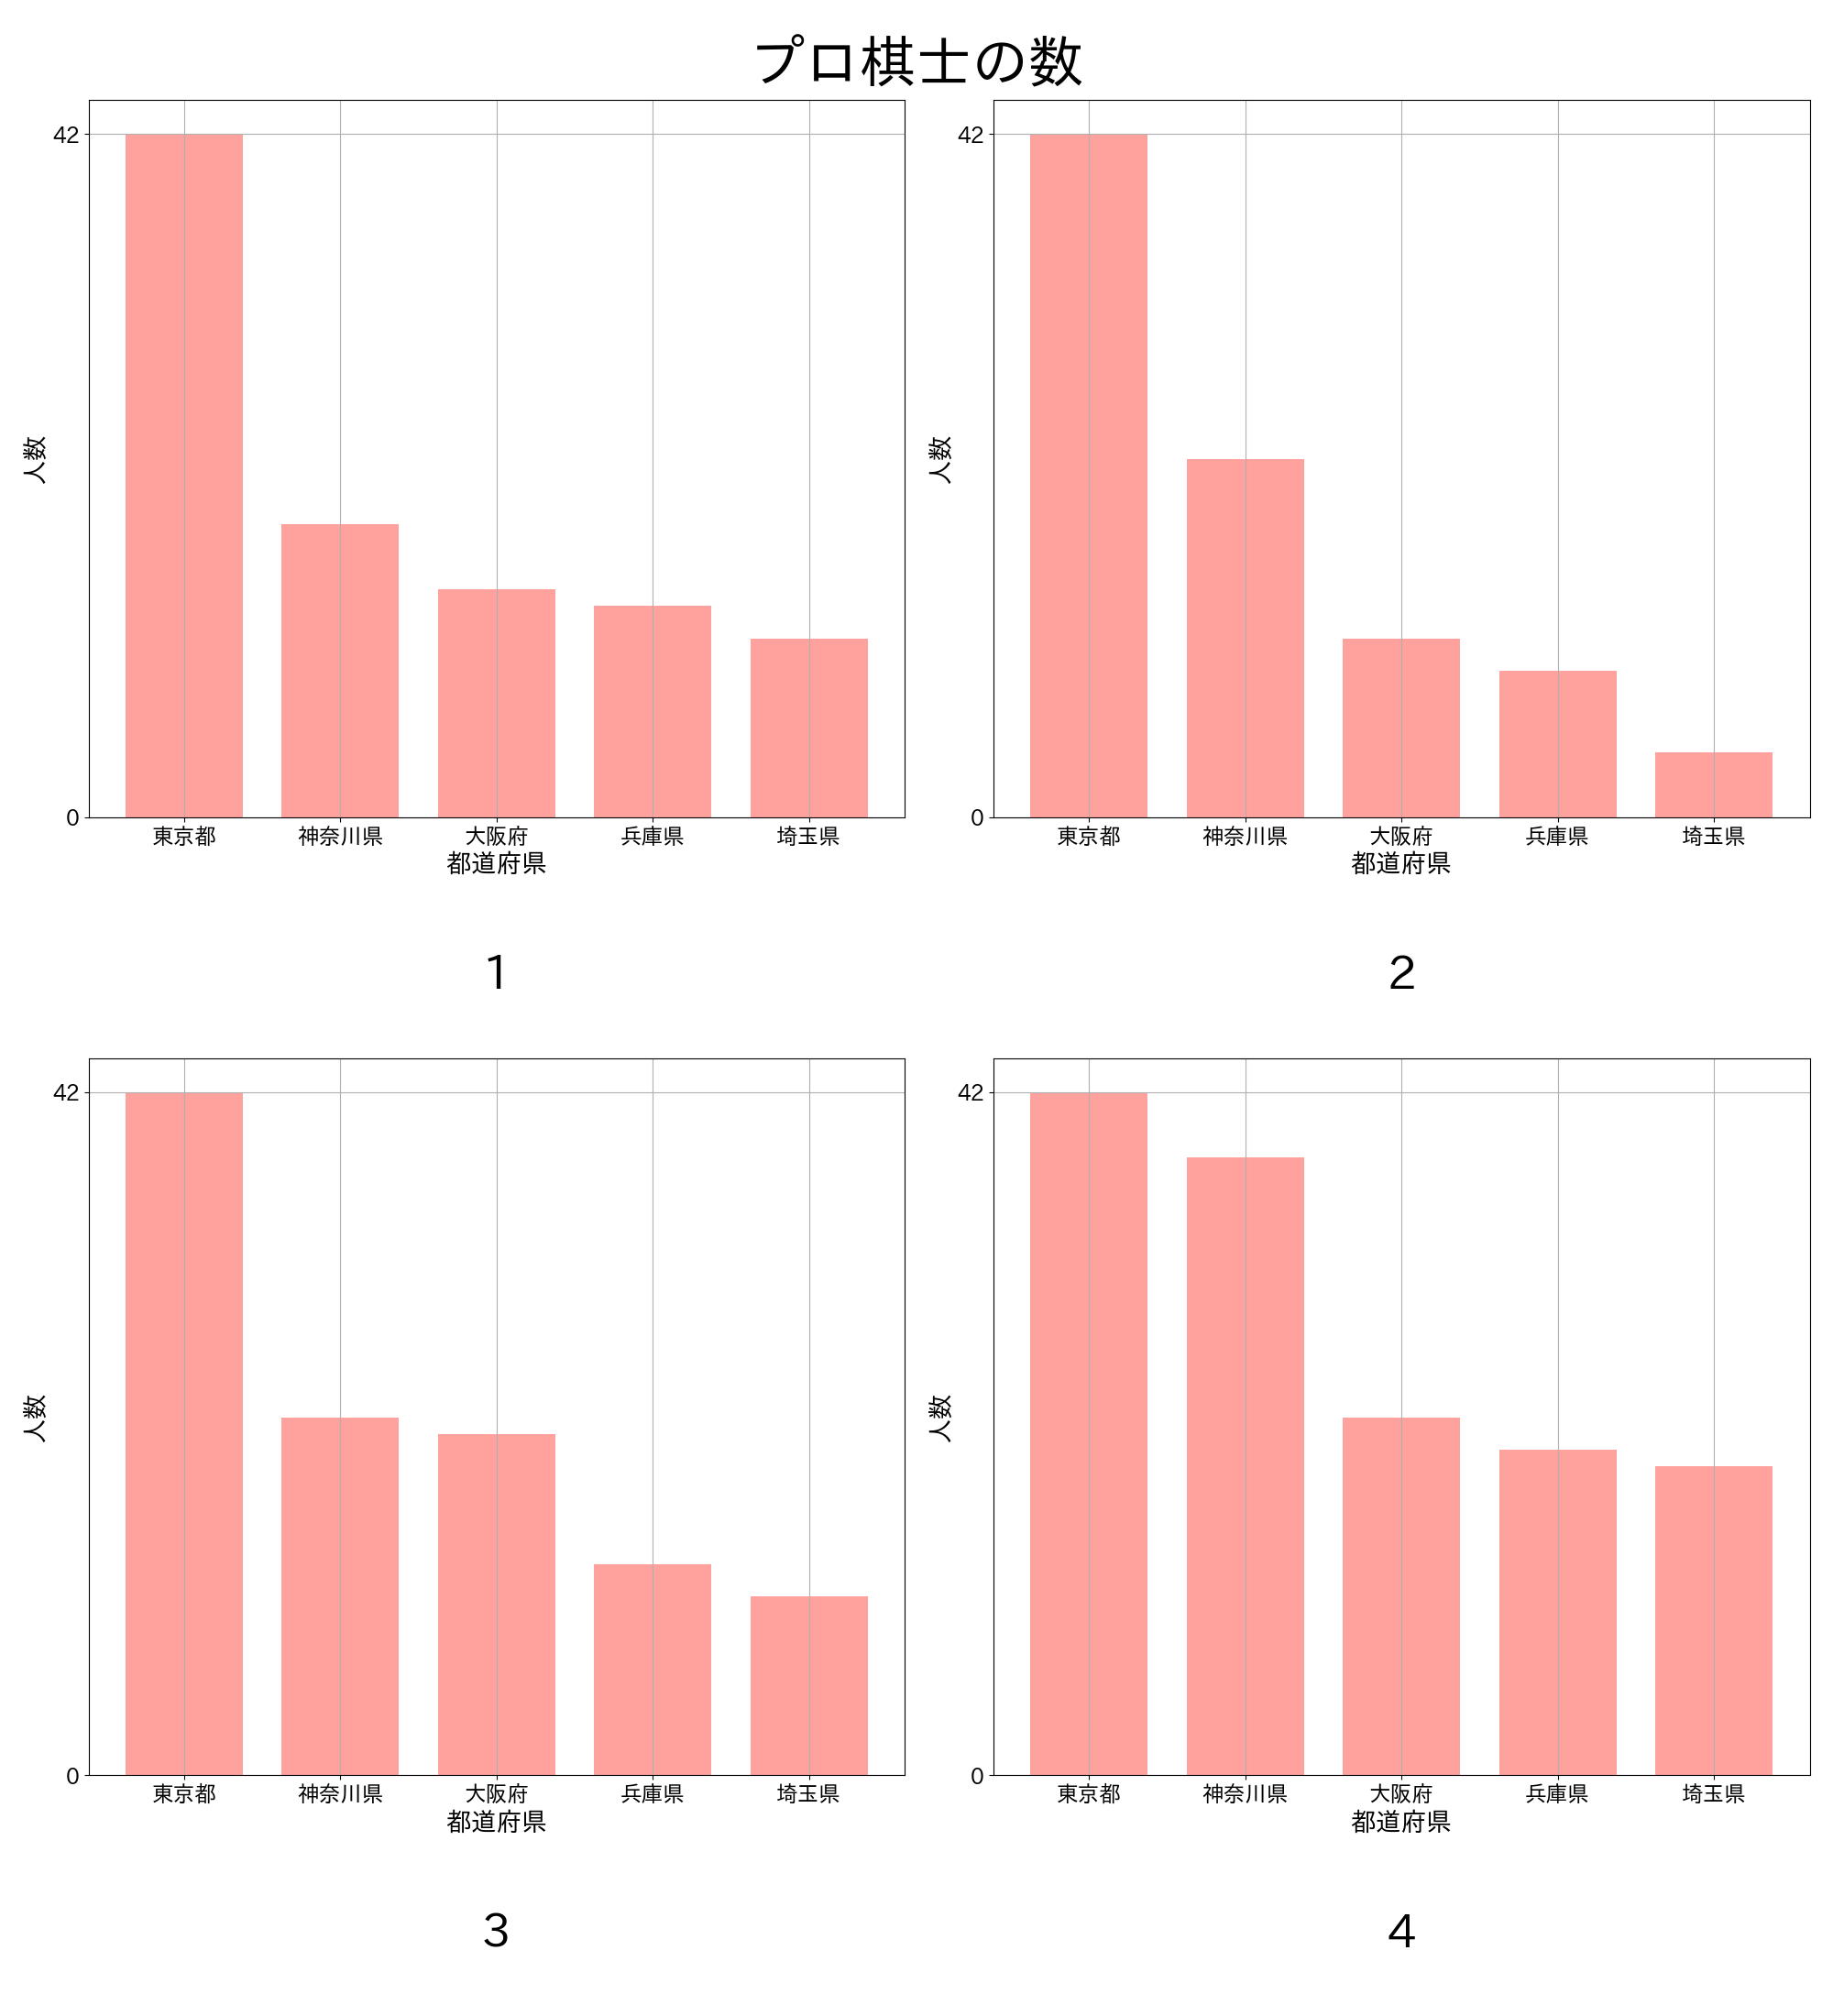 プロ棋士の数
42
0
人数
東京都 神奈川県 大阪府 兵庫県 埼玉県
都道府県
1
42
0
人数
東京都 神奈川県 大阪府 兵庫県 埼玉県
都道府県
2
42
0
人数
東京都 神奈川県 大阪府 兵庫県 埼玉県
都道府県
3
42
0
人数
東京都 神奈川県 大阪府 兵庫県 埼玉県
都道府県
4